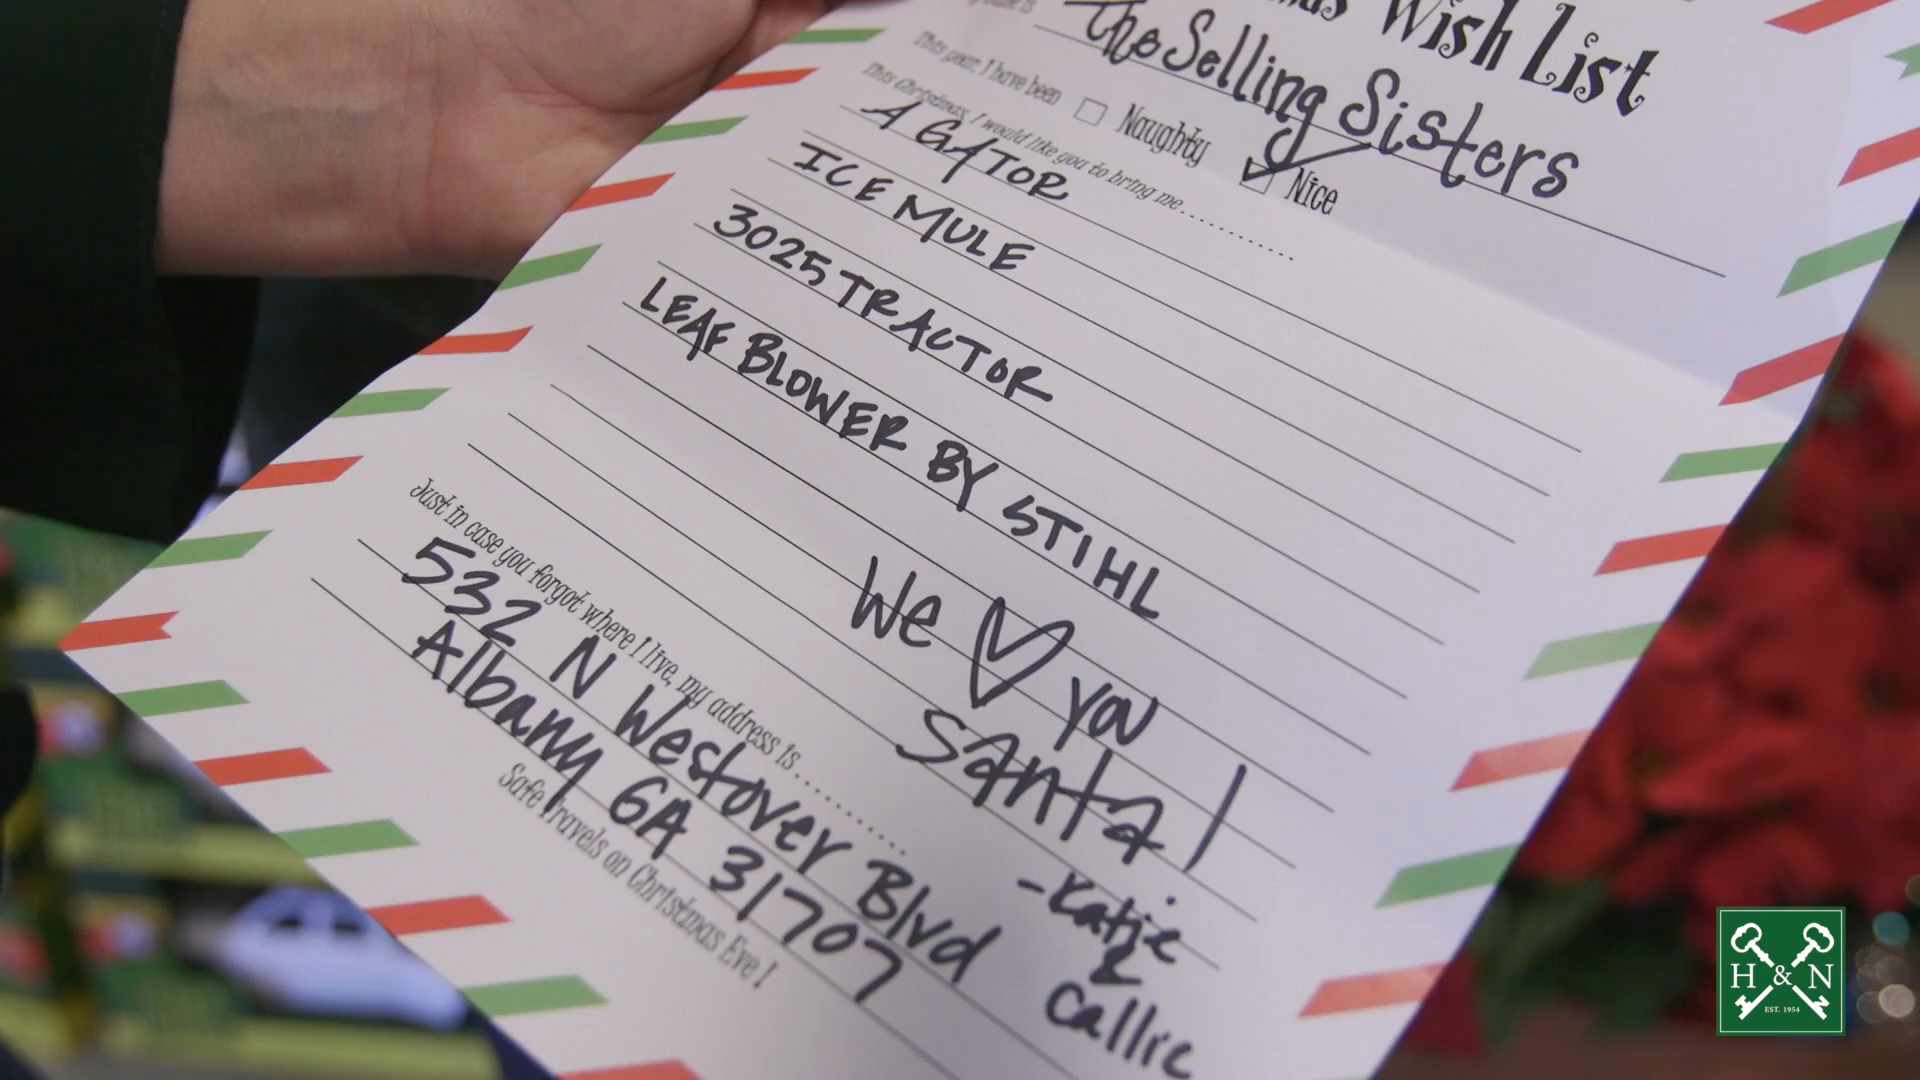 Wish List
The Selling Sisters
This year, I have been Naughty Nice
This Christmas, I would like you to bring me........
A GATOR
ICE MULE
3025 TRACTOR
LEAF BLOWER BY STIHL
We ♡ you
Santa!
-Katie
&
Callie
Just in case you forgot where I live, my address is........
532 N Westover Blvd
Albany GA 31707
Safe Travels on Christmas Eve!
H&N
EST. 1954